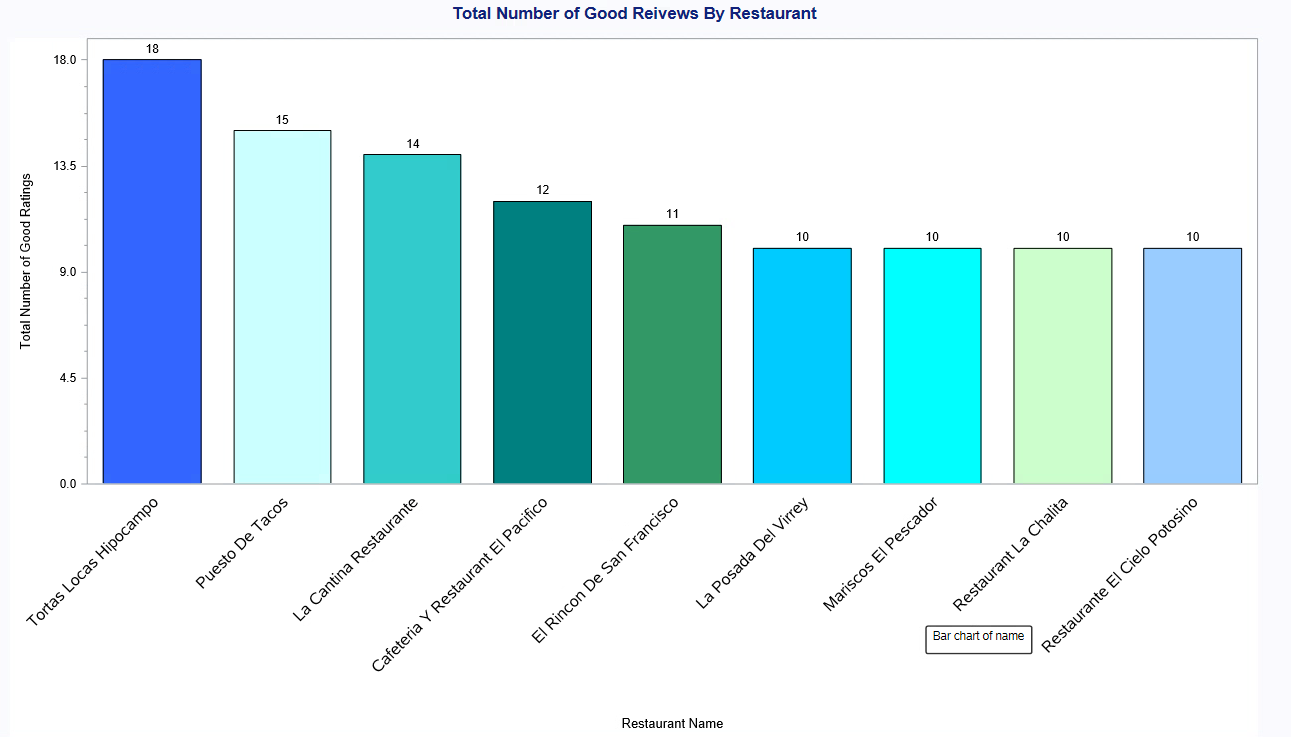 Total Number of Good Reivews By Restaurant
18
15
14
12
11
10
10
10
10
18.0
13.5
9.0
4.5
0.0
Total Number of Good Ratings
Tortas Locas Hipocampo
Puesto De Tacos
La Cantina Restaurante
Cafeteria Y Restaurant El Pacifico
El Rincon De San Francisco
La Posada Del Virrey
Mariscos El Pescador
Restaurant La Chalita
Restaurante El Cielo Potosino
Bar chart of name
Restaurant Name